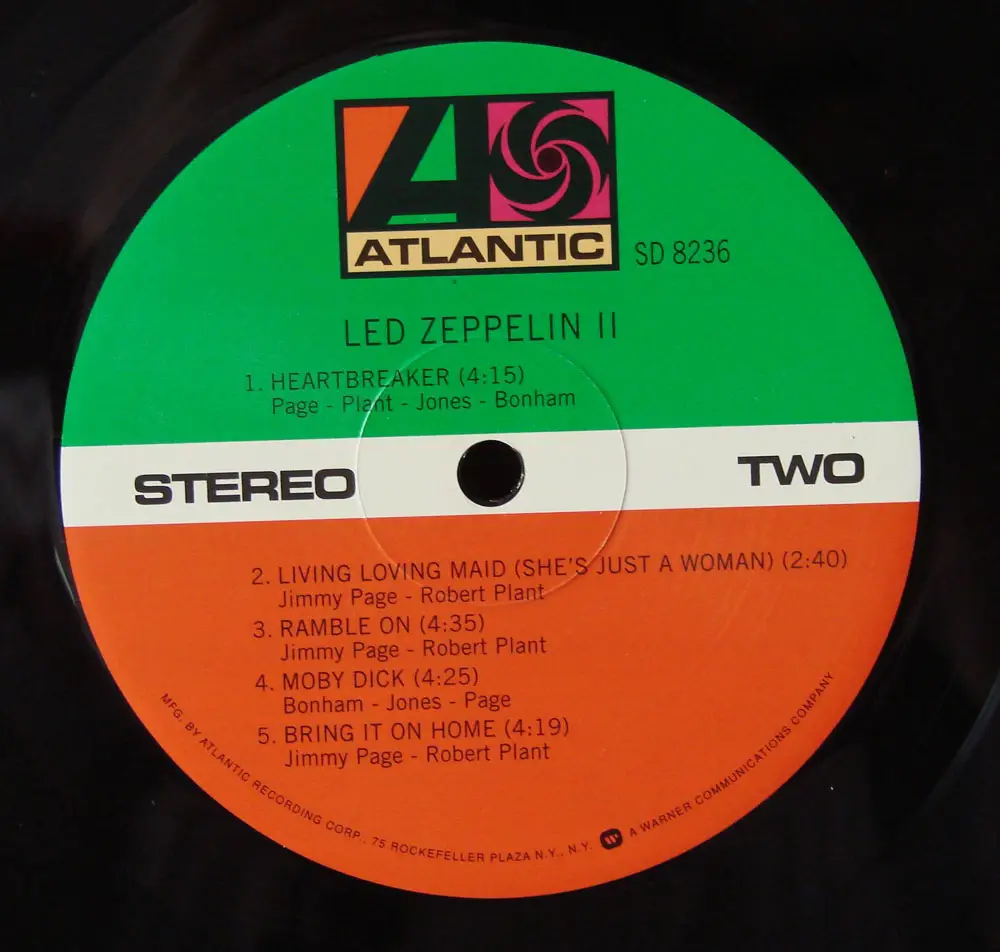 ATLANTIC
SD 8236
LED ZEPPELIN II
1. HEARTBREAKER (4:15)
Page - Plant - Jones - Bonham
STEREO
TWO
2. LIVING LOVING MAID (SHE'S JUST A WOMAN) (2:40)
Jimmy Page - Robert Plant
3. RAMBLE ON (4:35)
Jimmy Page - Robert Plant
4. MOBY DICK (4:25)
Bonham - Jones - Page
5. BRING IT ON HOME (4:19)
Jimmy Page - Robert Plant
MFG. BY ATLANTIC RECORDING CORP., 75 ROCKEFELLER PLAZA N.Y., N.Y. A WARNER COMMUNICATIONS COMPANY